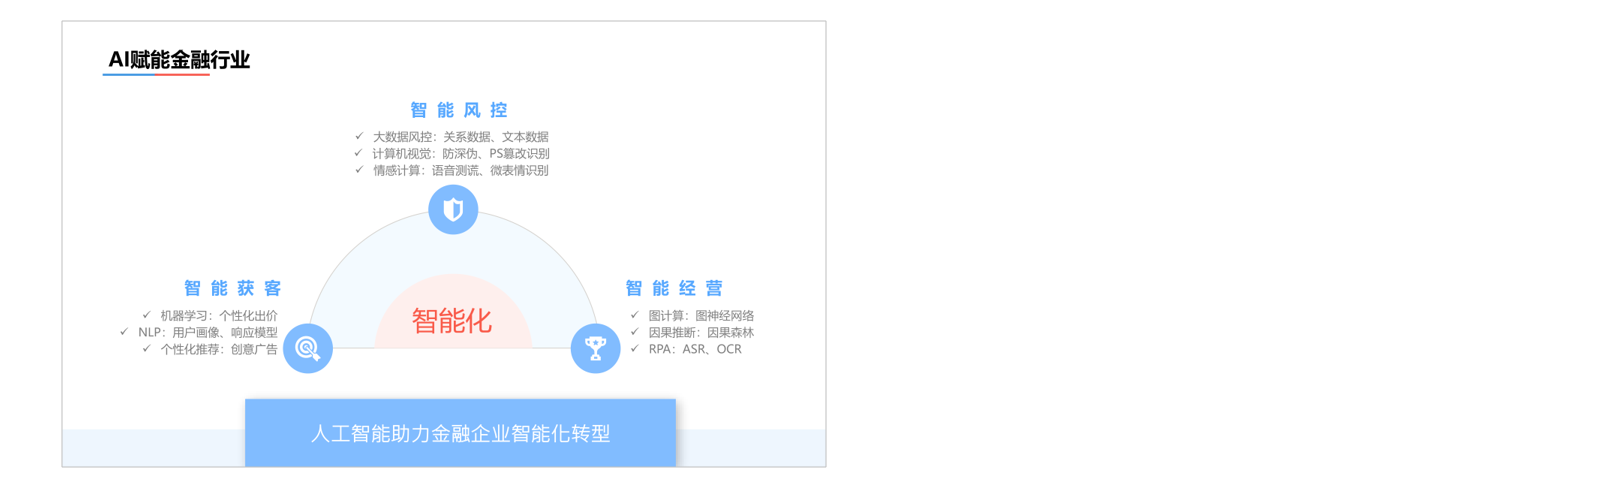 AI赋能金融行业
智能风控
✓ 大数据风控：关系数据、文本数据
✓ 计算机视觉：防深伪、PS篡改识别
✓ 情感计算：语音测谎、微表情识别
智能获客
✓ 机器学习：个性化出价
✓ NLP：用户画像、响应模型
✓ 个性化推荐：创意广告
智能化
智能经营
✓ 图计算：图神经网络
✓ 因果推断：因果森林
✓ RPA：ASR、OCR
人工智能助力金融企业智能化转型